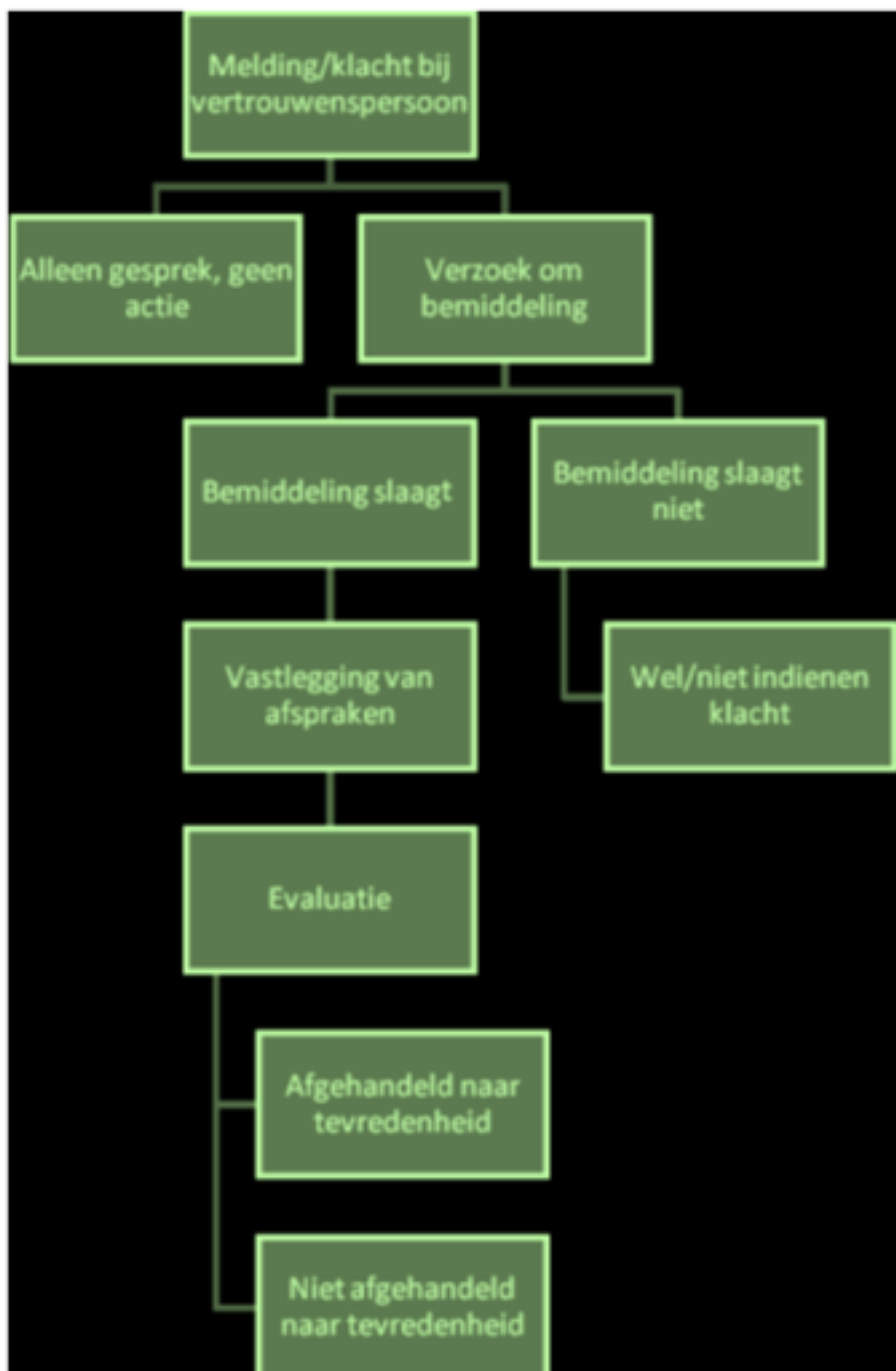 Melding/klacht bij
vertrouwenspersoon
Alleen gesprek, geen
actie
Verzoek om
bemiddeling
Bemiddeling slaagt
Bemiddeling slaagt
niet
Vastlegging van
afspraken
Wel/niet indienen
klacht
Evaluatie
Afgehandeld naar
tevredenheid
Niet afgehandeld
naar tevredenheid